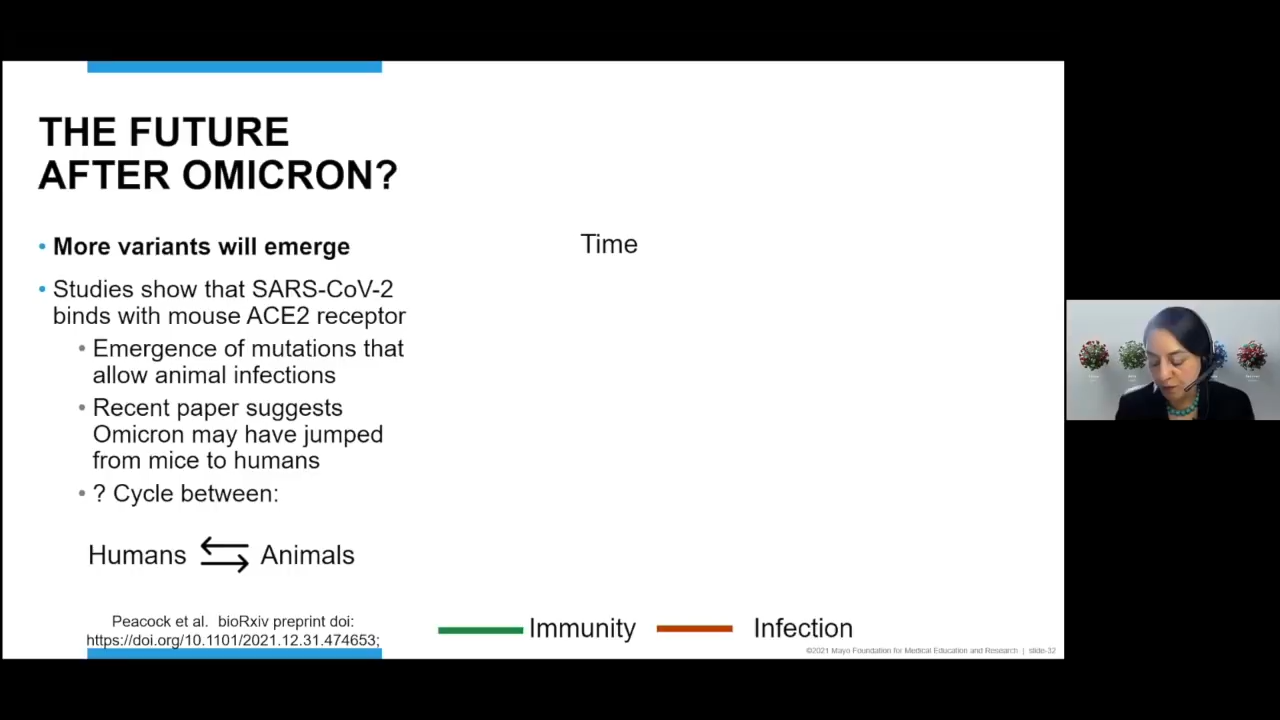 THE FUTURE
AFTER OMICRON?
• More variants will emerge
• Studies show that SARS-CoV-2
binds with mouse ACE2 receptor
• Emergence of mutations that
allow animal infections
• Recent paper suggests
Omicron may have jumped
from mice to humans
• ? Cycle between:
Humans Animals
Peacock et al. bioRxiv preprint doi:
https://doi.org/10.1101/2021.12.31.474653;
Time
Immunity Infection
©2021 Mayo Foundation for Medical Education and Research | slide-32